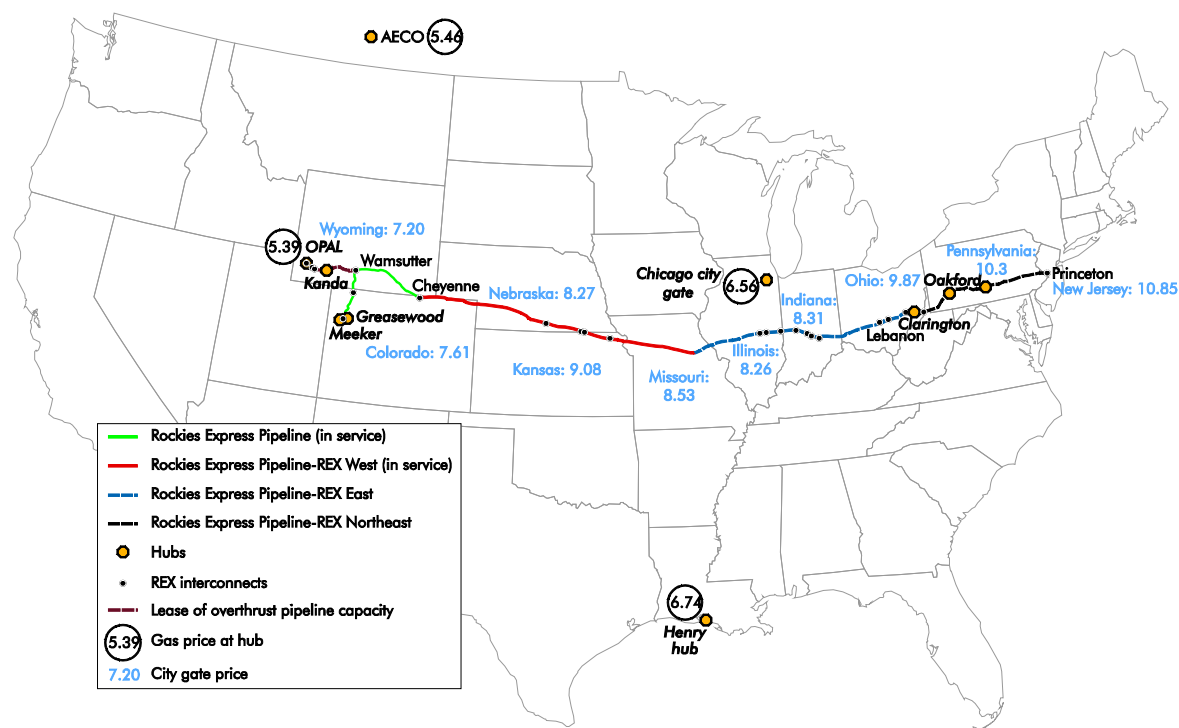 AECO 5.46
Wyoming: 7.20
5.39 OPAL
Wamsutter
Kanda
Cheyenne
Greasewood
Meeker
Colorado: 7.61
Nebraska: 8.27
Kansas: 9.08
Missouri:
8.53
Chicago city
gate
6.56
Illinois:
8.26
Indiana:
8.31
Ohio: 9.87
Lebanon
Clarington
Oakford
Pennsylvania:
10.3
Princeton
New Jersey: 10.85
6.74
Henry
hub
Rockies Express Pipeline (in service)
Rockies Express Pipeline-REX West (in service)
Rockies Express Pipeline-REX East
Rockies Express Pipeline-REX Northeast
Hubs
REX interconnects
Lease of overthrust pipeline capacity
5.39 Gas price at hub
7.20 City gate price